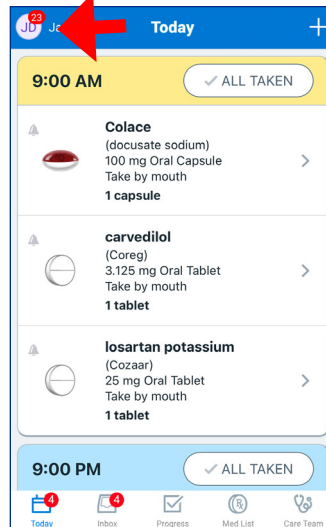 23
JD Ja
Today
9:00 AM
ALL TAKEN
Colace
(docusate sodium)
100 mg Oral Capsule
Take by mouth
1 capsule
carvedilol
(Coreg)
3.125 mg Oral Tablet
Take by mouth
1 tablet
losartan potassium
(Cozaar)
25 mg Oral Tablet
Take by mouth
1 tablet
9:00 PM
ALL TAKEN
4
4
Today Inbox Progress Med List Care Team